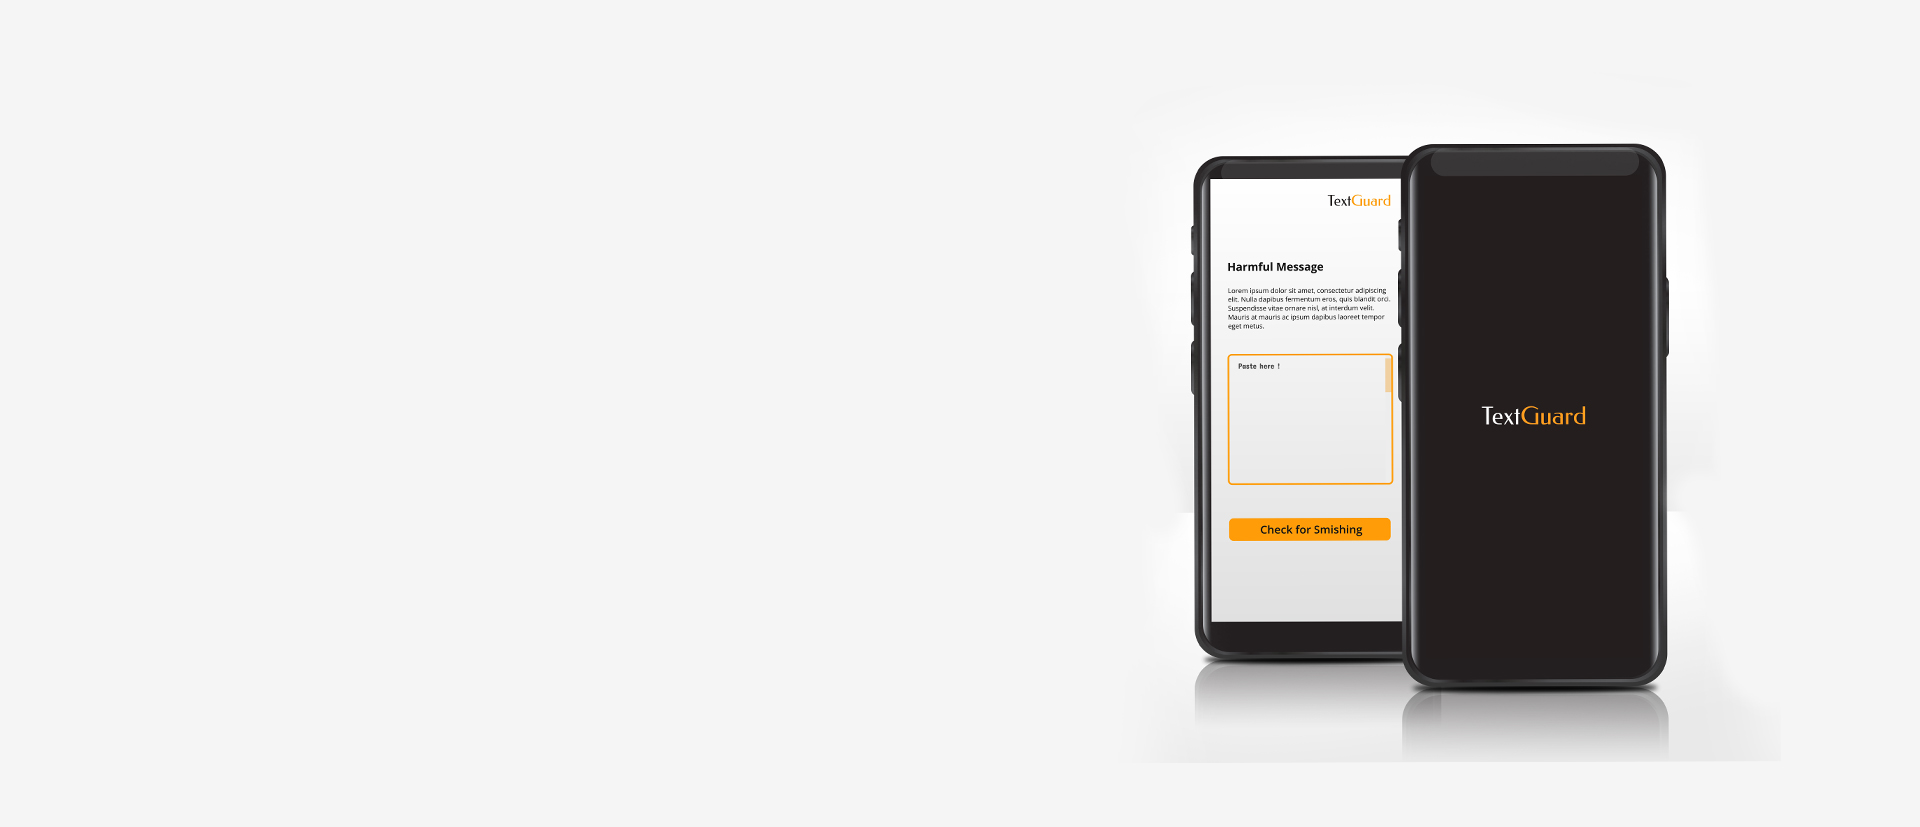 TextGuard
Harmful Message
Lorem ipsum dolor sit amet, consectetur adipiscing
elit. Nulla dapibus fermentum eros, quis blandit orci.
Suspendisse vitae ornare nisl, at interdum velit.
Mauris at mauris ac ipsum dapibus laoreet tempor
eget metus.
Paste here !
Check for Smishing
TextGuard